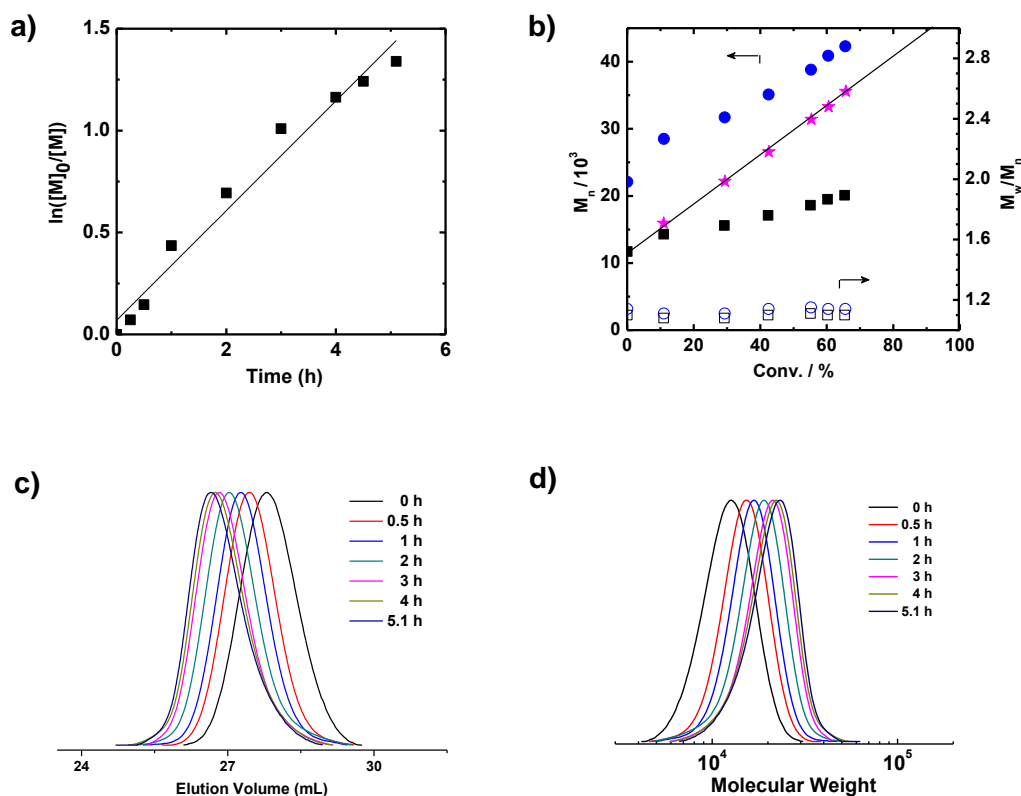 a)
ln([M]0/[M])
1.5
1.0
0.5
0.0
0
2
4
6
Time (h)
b)
Mn / 10³
40
30
20
10
0
Mw/Mn
2.8
2.4
2.0
1.6
1.2
0
20
40
60
80
100
Conv. / %
c)
0 h
0.5 h
1 h
2 h
3 h
4 h
5.1 h
24
27
30
Elution Volume (mL)
d)
0 h
0.5 h
1 h
2 h
3 h
4 h
5.1 h
10⁴
10⁵
Molecular Weight